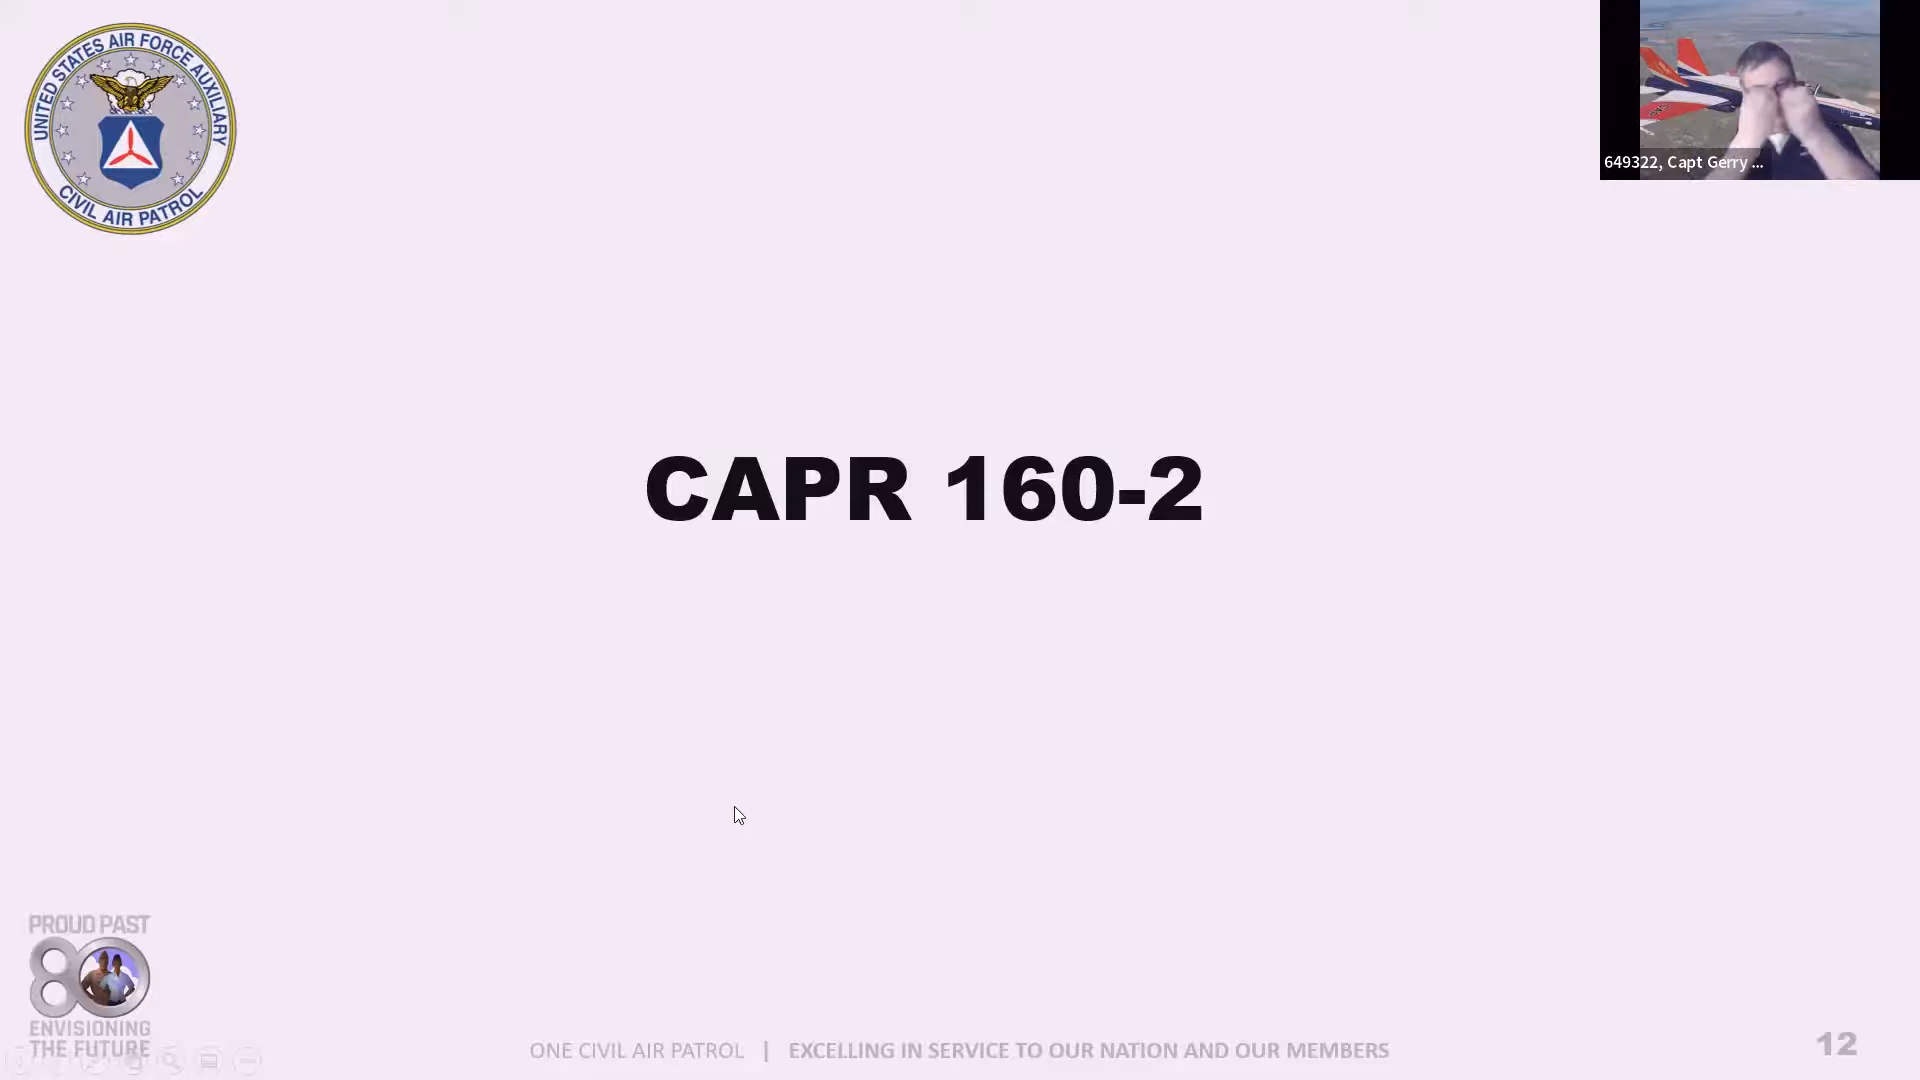 UNITED STATES AIR FORCE AUXILIARY
CIVIL AIR PATROL
649322, Capt Gerry ...
CAPR 160-2
PROUD PAST
80
ENVISIONING
THE FUTURE
ONE CIVIL AIR PATROL | EXCELLING IN SERVICE TO OUR NATION AND OUR MEMBERS
12